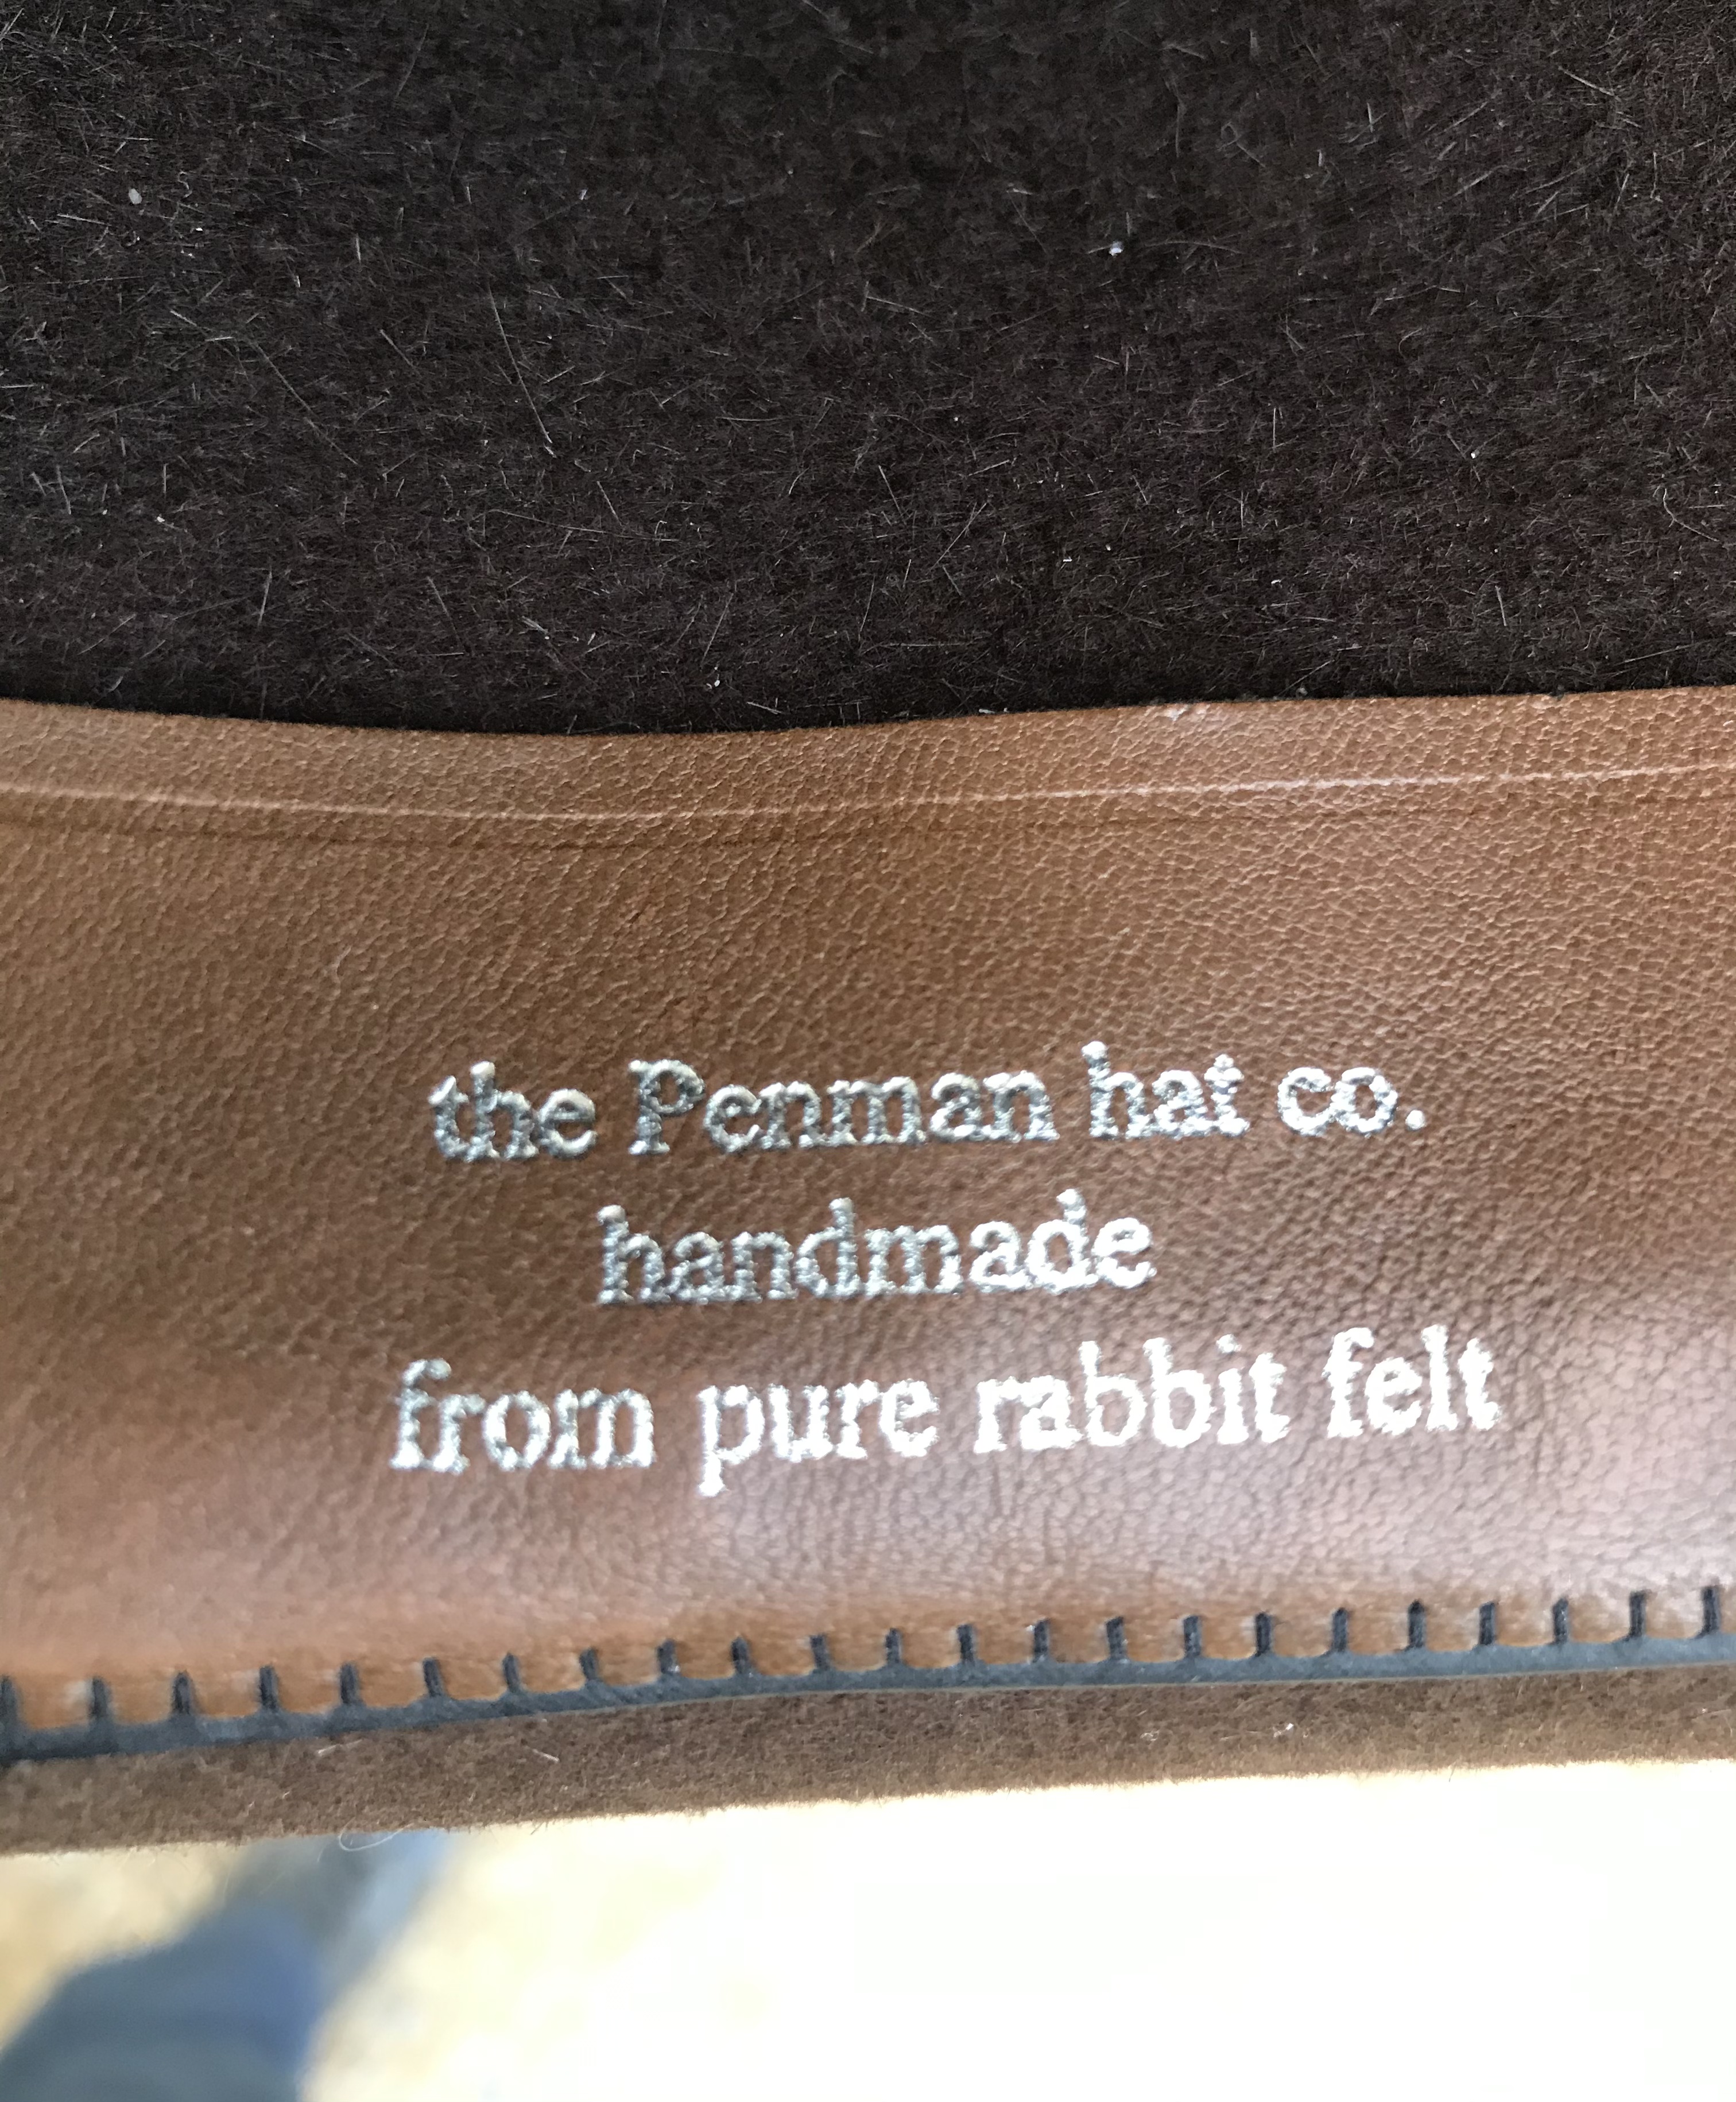 the Penman hat co.
handmade
from pure rabbit felt